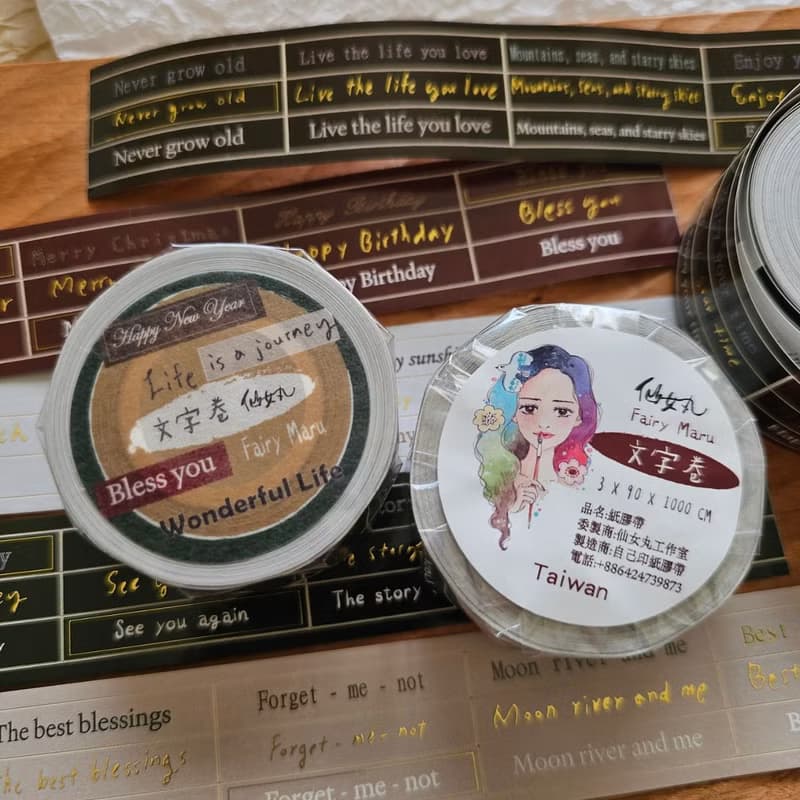 Never grow old
Live the life you love
Mountains, seas, and starry skies
Enjoy
Never grow old
Live the life you love
Mountains, seas, and starry skies
Enjoy
Never grow old
Live the life you love
Mountains, seas, and starry skies
Merry Christmas
Happy Birthday
Happy Birthday
Bless you
Birthday
Bless you
Happy New Year
Life is a journey
文字卷 仙女丸
Fairy Maru
Bless you
Wonderful Life
仙女丸
Fairy Maru
文字卷
3 X 90 X 1000 CM
品名:紙膠帶
委製商:仙女丸工作室
製造商:自己印紙膠帶
電話:+886424739873
Taiwan
See you again
The story
The best blessings
Forget - me - not
Moon river and me
Best
The best blessings
Forget - me - not
Moon river and me
Best
Forget - me - not
Moon river and me